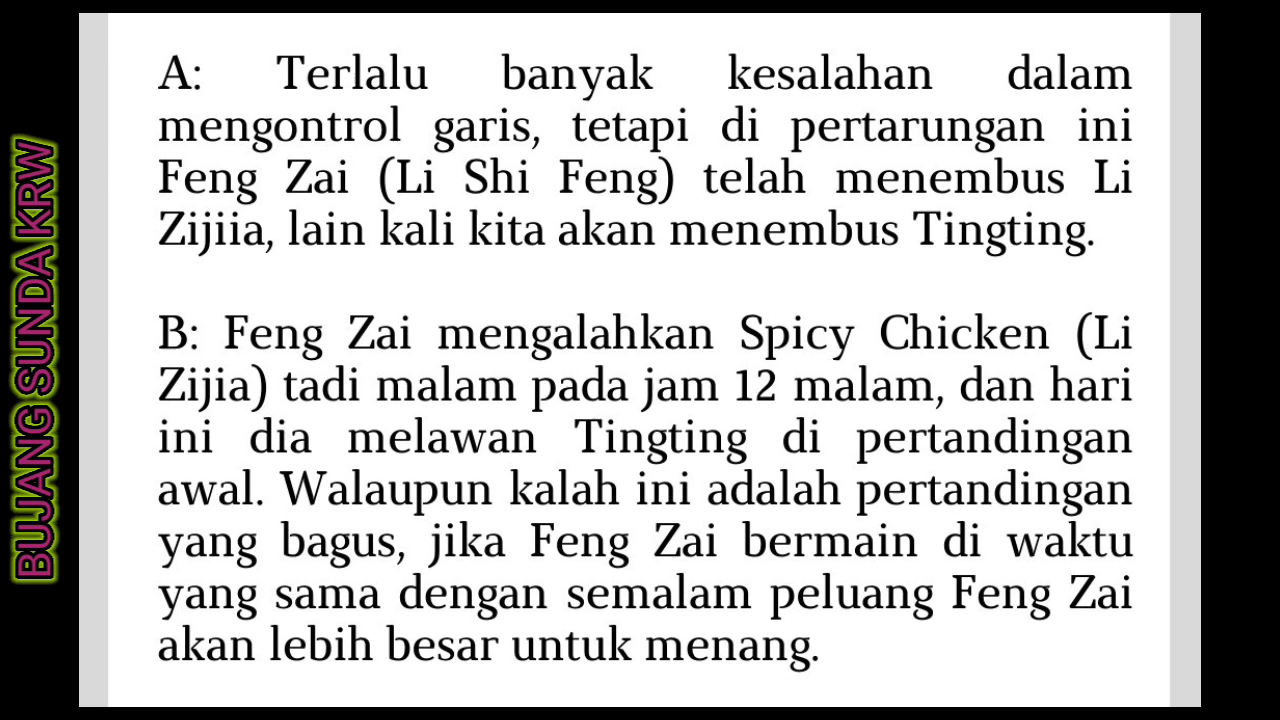 BUJANG SUNDA KRW
A: Terlalu banyak kesalahan dalam
mengontrol garis, tetapi di pertarungan ini
Feng Zai (Li Shi Feng) telah menembus Li
Zijiia, lain kali kita akan menembus Tingting.
B: Feng Zai mengalahkan Spicy Chicken (Li
Zijia) tadi malam pada jam 12 malam, dan hari
ini dia melawan Tingting di pertandingan
awal. Walaupun kalah ini adalah pertandingan
yang bagus, jika Feng Zai bermain di waktu
yang sama dengan semalam peluang Feng Zai
akan lebih besar untuk menang.